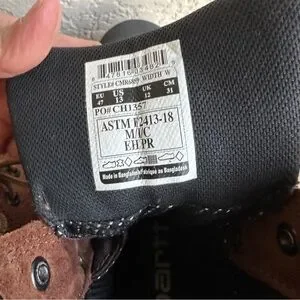 STYLE# CMR6889 WIDTH W
EU US UK CM
47 13 12 31
PO# CH1357
ASTM F2413-18
M/I/C
EH PR
Made in Bangladesh Fabriqué au Bangladesh